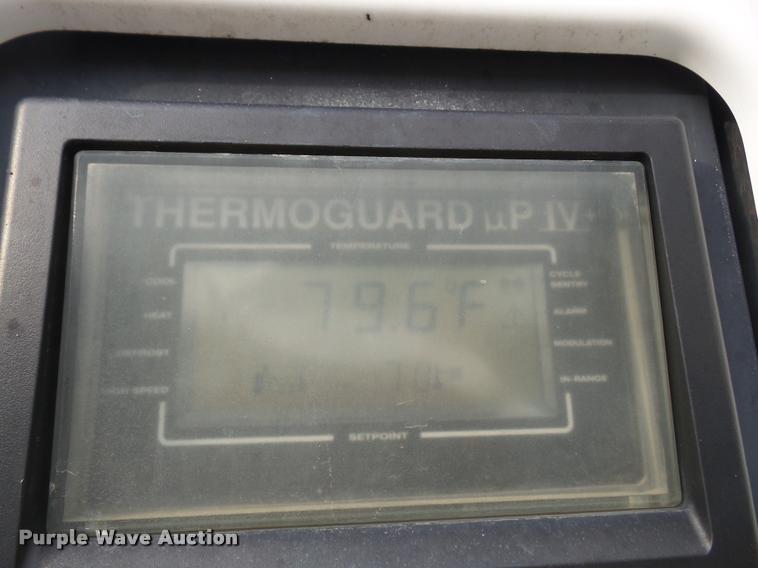 THERMOGUARD µP IV+
TEMPERATURE
COOL
CYCLE SENTRY
79.6°F
HEAT
ALARM
DEFROST
MODULATION
HIGH SPEED
IN-RANGE
SETPOINT
Purple Wave Auction